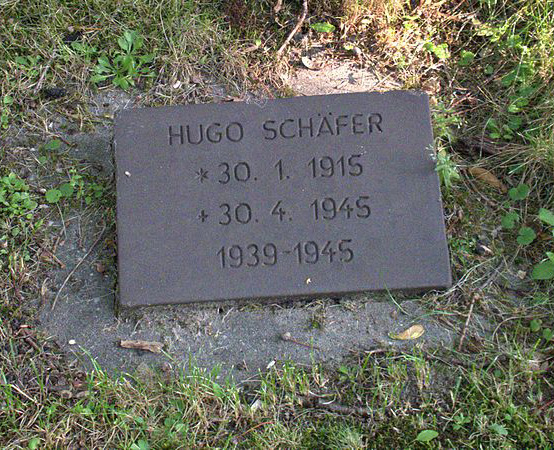 HUGO SCHÄFER
* 30. 1. 1915
+ 30. 4. 1945
1939-1945